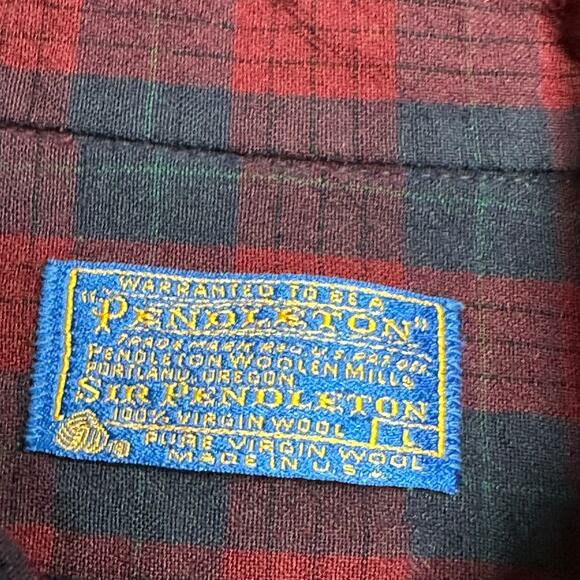 WARRANTED TO BE A
"PENDLETON"
TRADE MARK REG. U.S. PAT. OFF.
PENDLETON WOOLEN MILLS
PORTLAND, OREGON
SIR PENDLETON
100% VIRGIN WOOL L
PURE VIRGIN WOOL
MADE IN U.S.A.